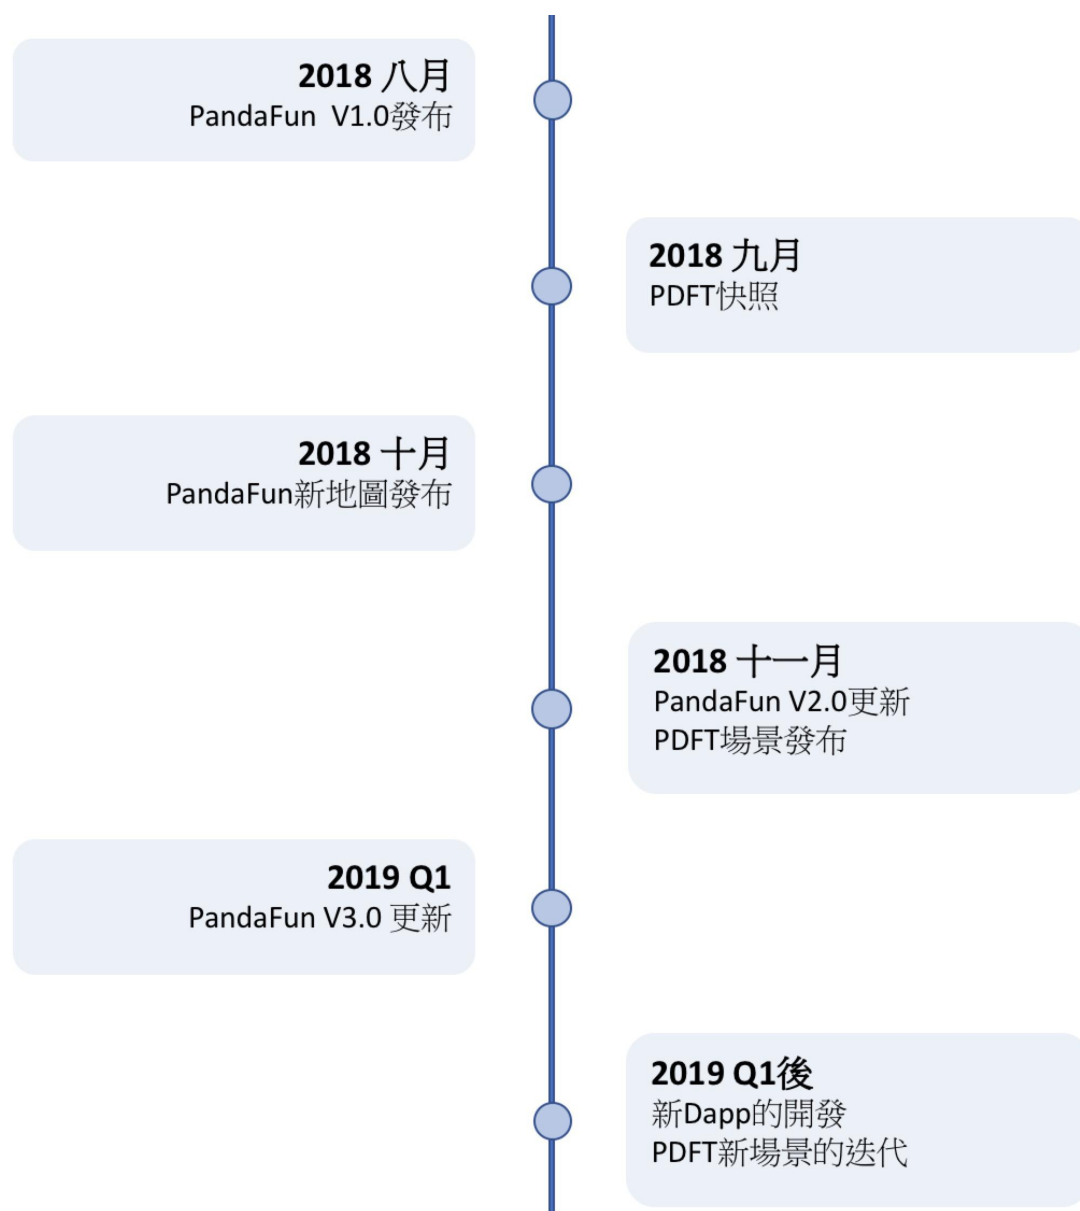 2018 八月
PandaFun  V1.0發布
2018 九月
PDFT快照
2018 十月
PandaFun新地圖發布
2018 十一月
PandaFun V2.0更新
PDFT場景發布
2019 Q1
PandaFun V3.0 更新
2019 Q1後
新Dapp的開發
PDFT新場景的迭代